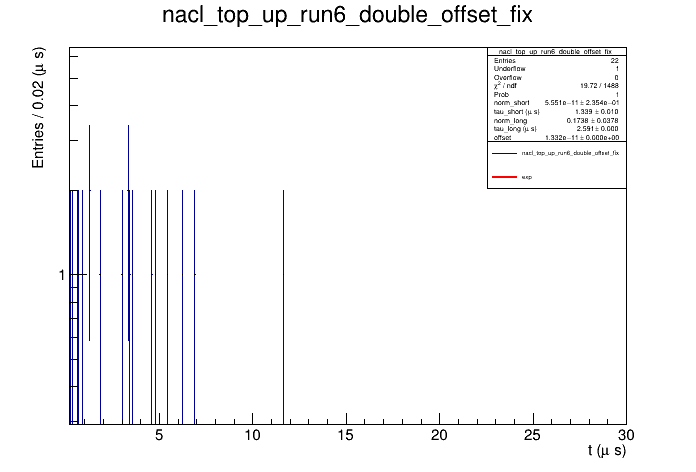 nacl_top_up_run6_double_offset_fix
Entries / 0.02 (μ s)
nacl_top_up_run6_double_offset_fix
Entries 22
Underflow 1
Overflow 0
χ² / ndf 19.72 / 1488
Prob 1
norm_short 5.551e−11 ± 2.354e−01
tau_short (μ s) 1.339 ± 0.010
norm_long 0.1738 ± 0.0378
tau_long (μ s) 2.591 ± 0.000
offset 1.332e−11 ± 0.000e+00
nacl_top_up_run6_double_offset_fix
exp
1
5 10 15 20 25 30
t (μ s)